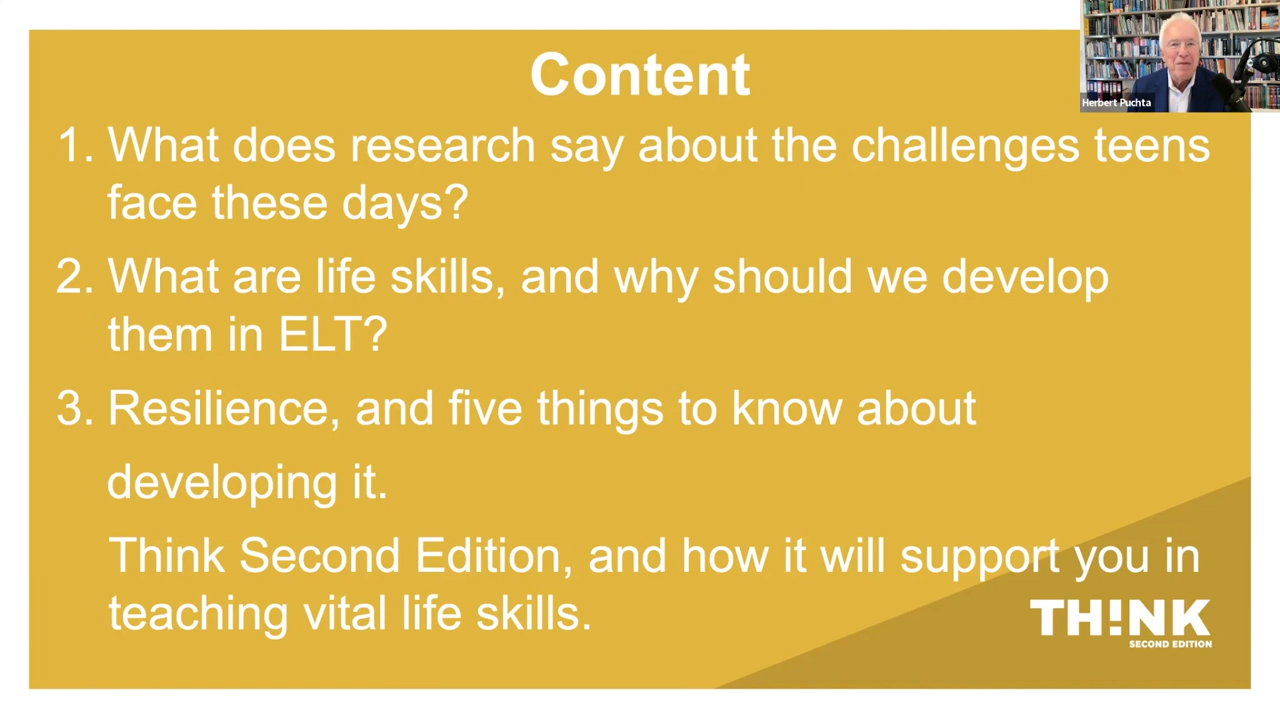 Content
Herbert Puchta
1. What does research say about the challenges teens
face these days?
2. What are life skills, and why should we develop
them in ELT?
3. Resilience, and five things to know about
developing it.
Think Second Edition, and how it will support you in
teaching vital life skills.
TH!NK
SECOND EDITION